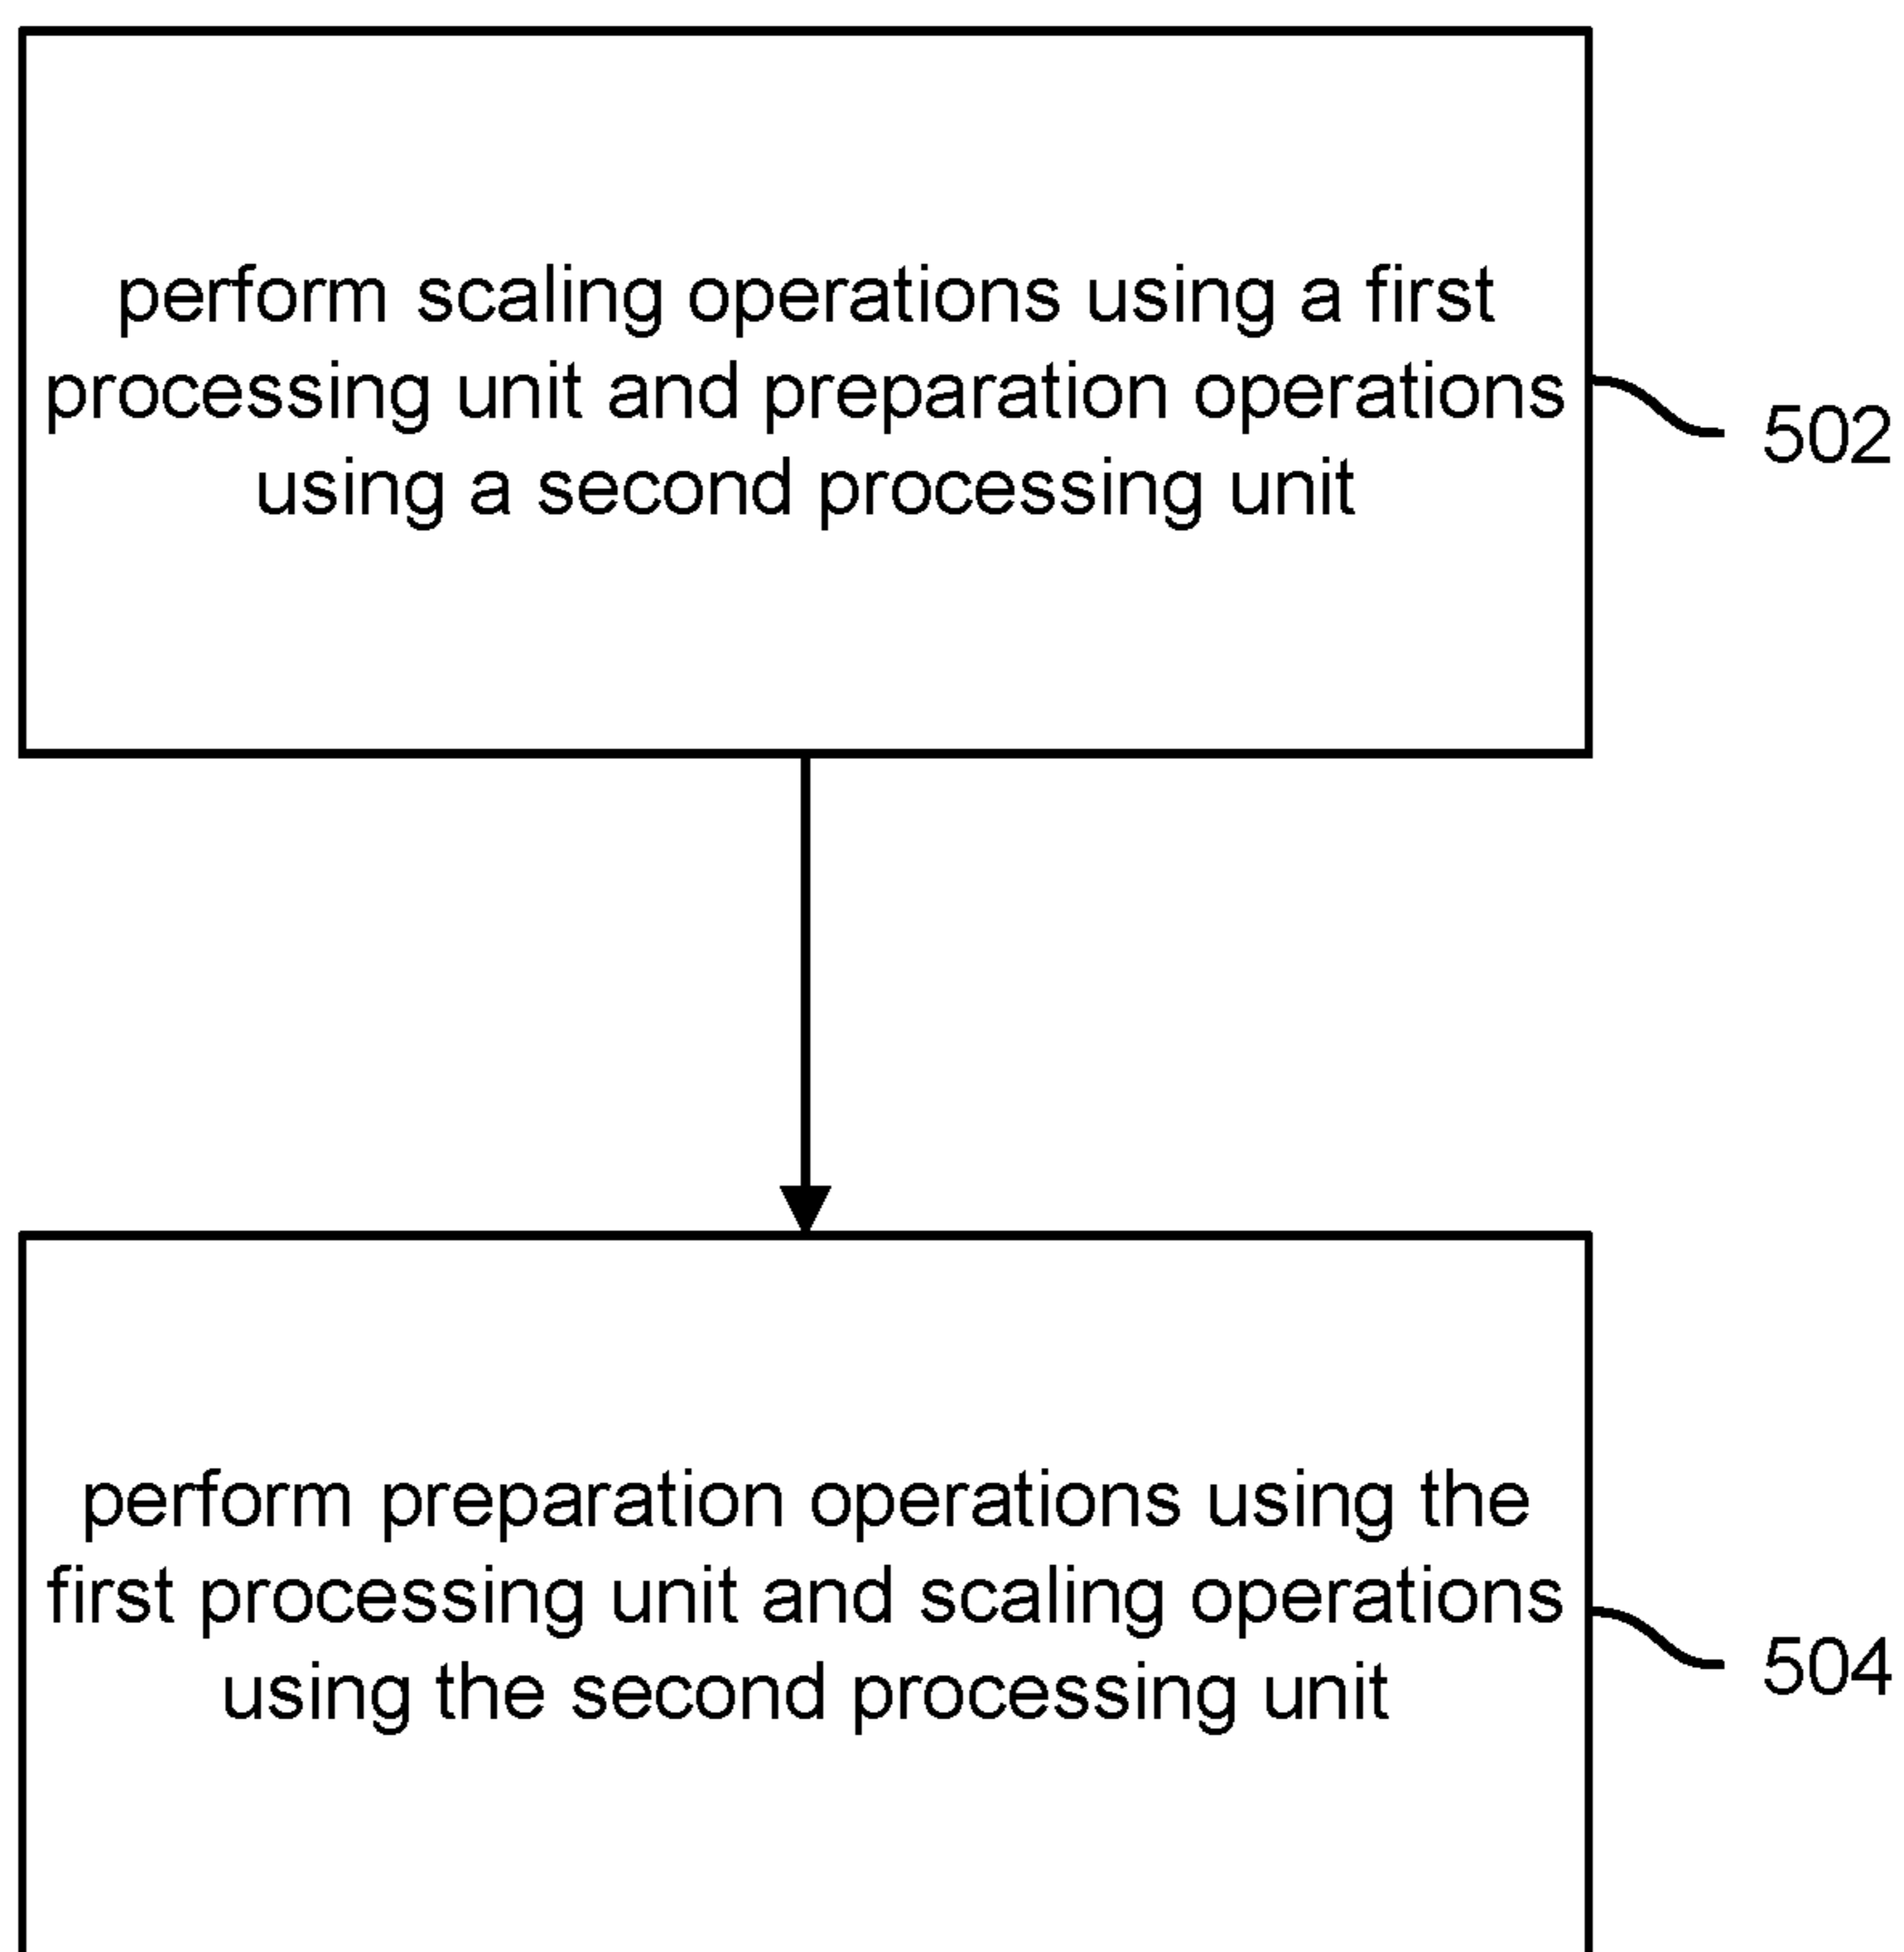 perform scaling operations using a first
processing unit and preparation operations
using a second processing unit
502
perform preparation operations using the
first processing unit and scaling operations
using the second processing unit
504